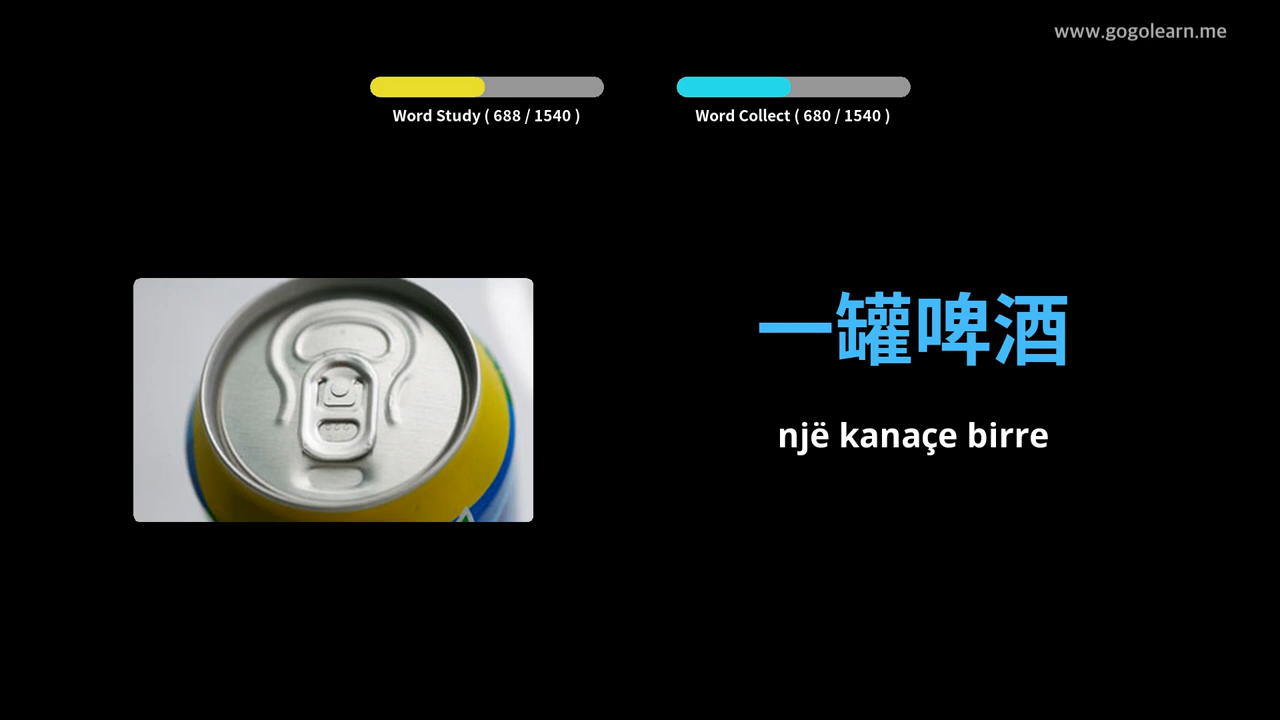 www.gogolearn.me
Word Study ( 688 / 1540 )
Word Collect ( 680 / 1540 )
一罐啤酒
një kanaçe birre